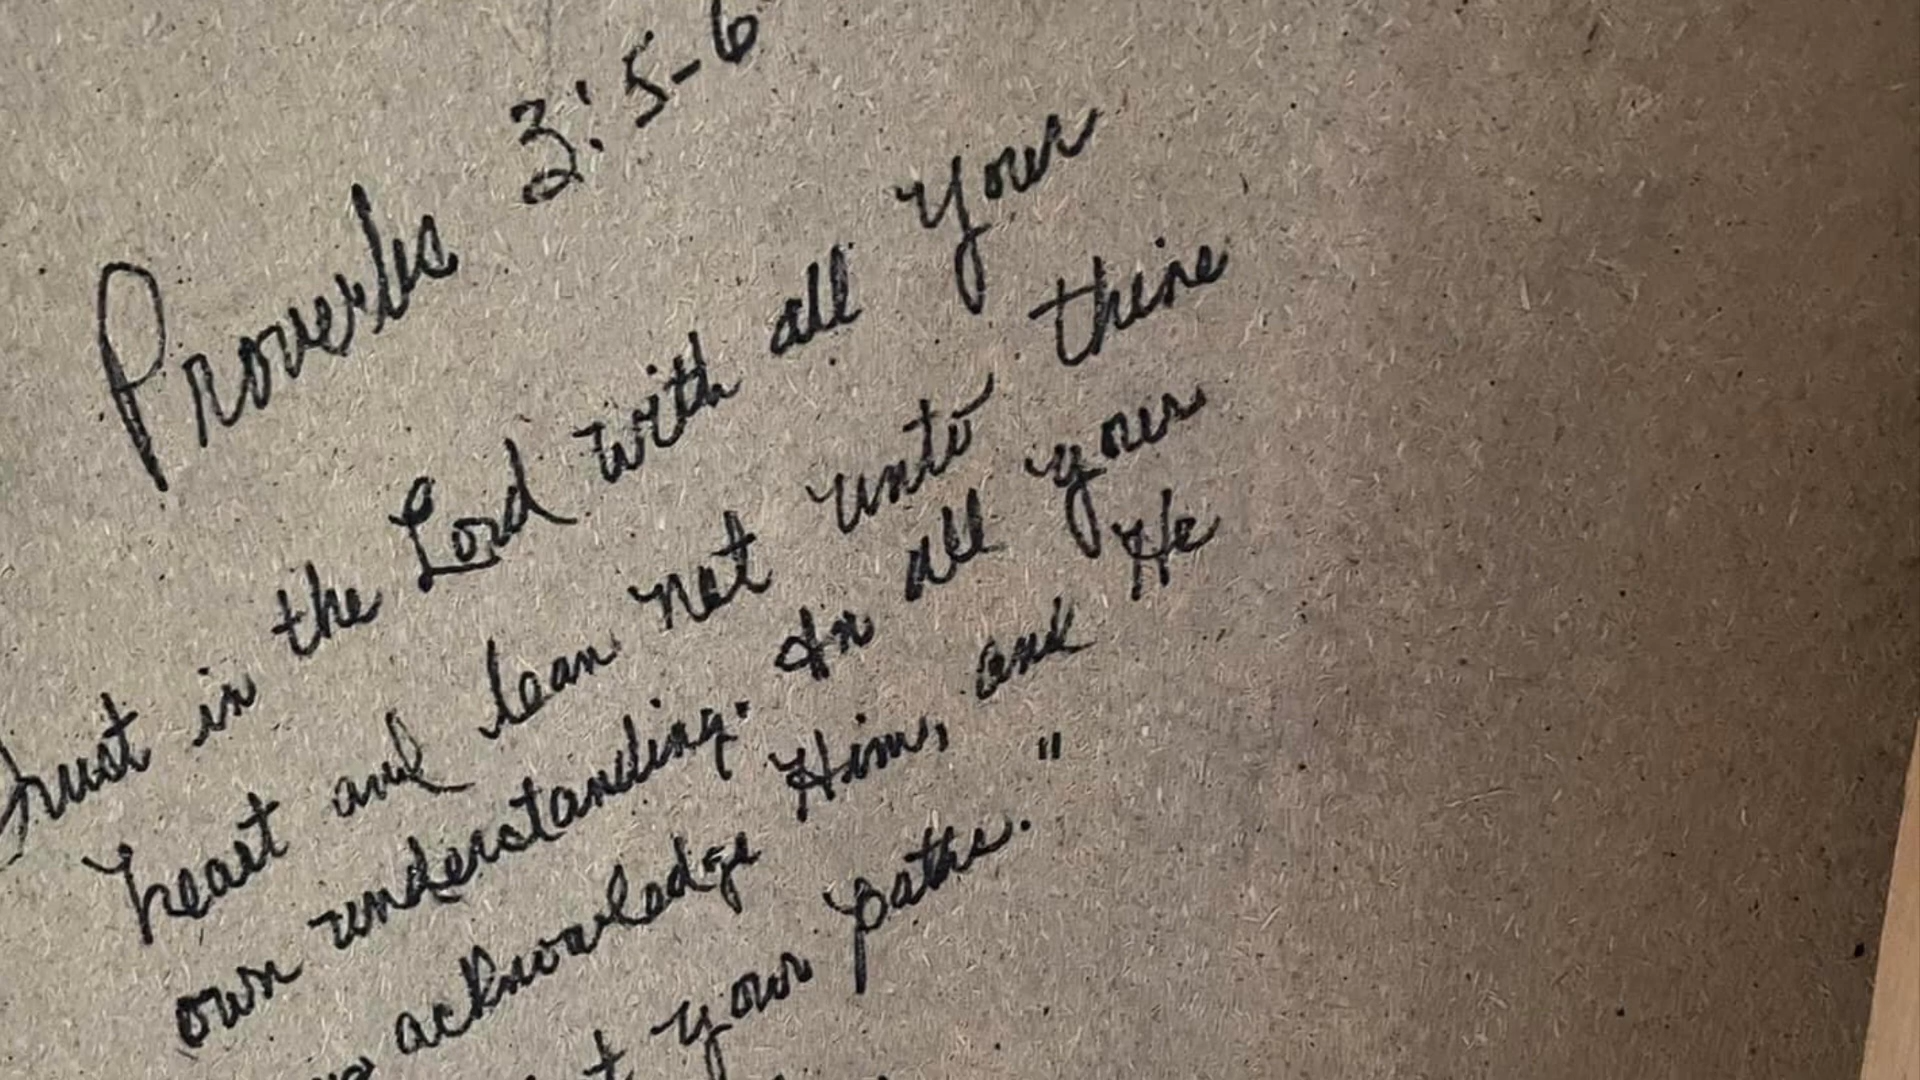 Proverbs 3:5-6
Trust in the Lord with all your
heart and lean not unto thine
own understanding. In all your
acknowledge Him, and He
your paths."